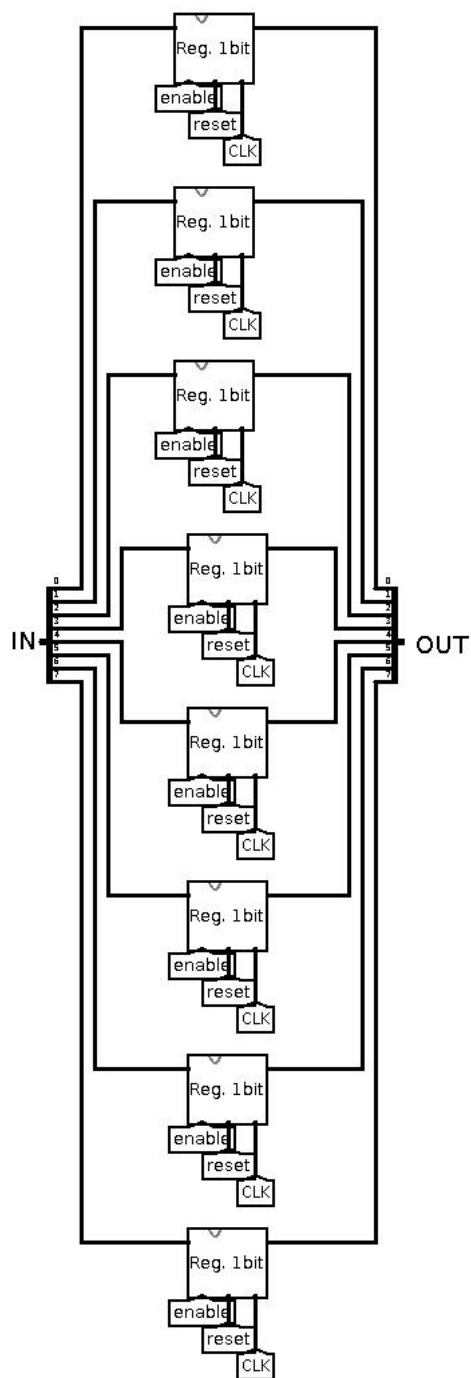 Reg. 1bit
enable
reset
CLK
Reg. 1bit
enable
reset
CLK
Reg. 1bit
enable
reset
CLK
Reg. 1bit
enable
reset
CLK
IN
0
1
2
3
4
5
6
7
0
1
2
3
4
5
6
7
OUT
Reg. 1bit
enable
reset
CLK
Reg. 1bit
enable
reset
CLK
Reg. 1bit
enable
reset
CLK
Reg. 1bit
enable
reset
CLK